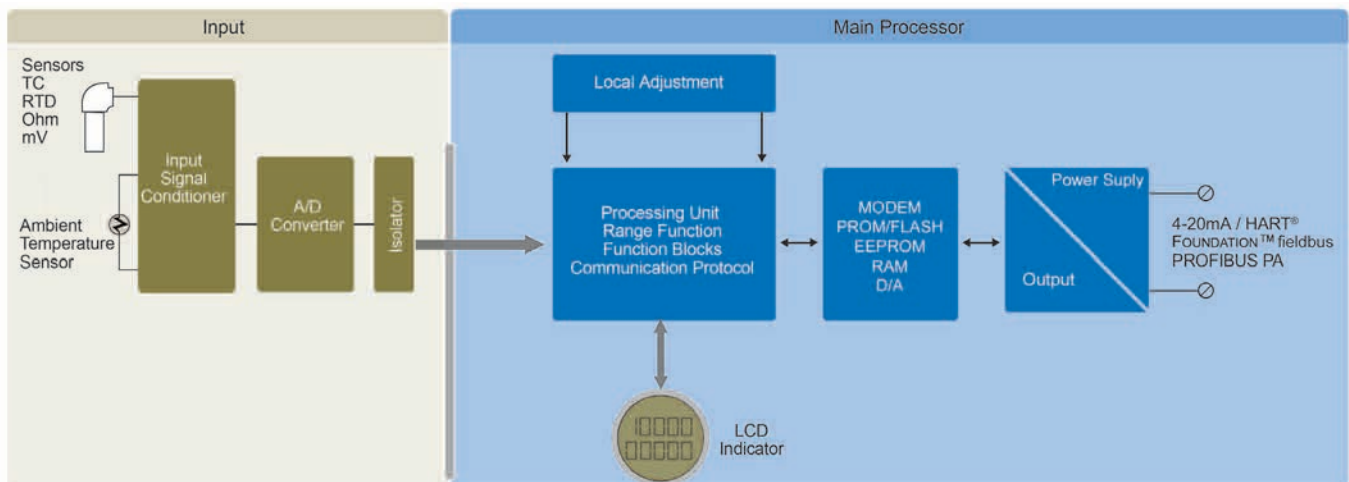 Input
Main Processor
Sensors
TC
RTD
Ohm
mV
Ambient
Temperature
Sensor
Input
Signal
Conditioner
A/D
Converter
Isolator
Local Adjustment
Processing Unit
Range Function
Function Blocks
Communication Protocol
MODEM
PROM/FLASH
EEPROM
RAM
D/A
Power Suply
Output
4-20mA / HART®
FOUNDATION™ fieldbus
PROFIBUS PA
10000
00000
LCD
Indicator